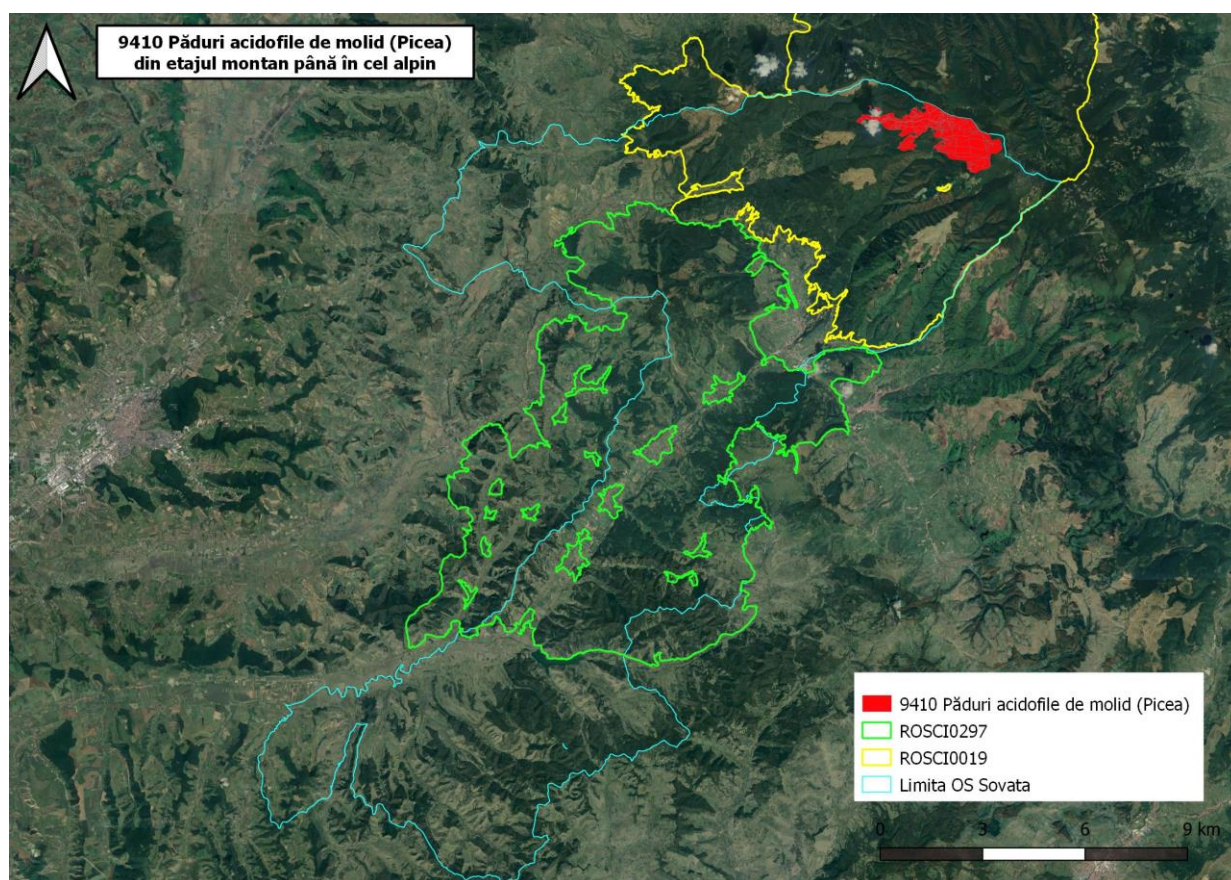 9410 Păduri acidofile de molid (Picea)
din etajul montan până în cel alpin
9410 Păduri acidofile de molid (Picea)
ROSCI0297
ROSCI0019
Limita OS Sovata
0 3 6 9 km